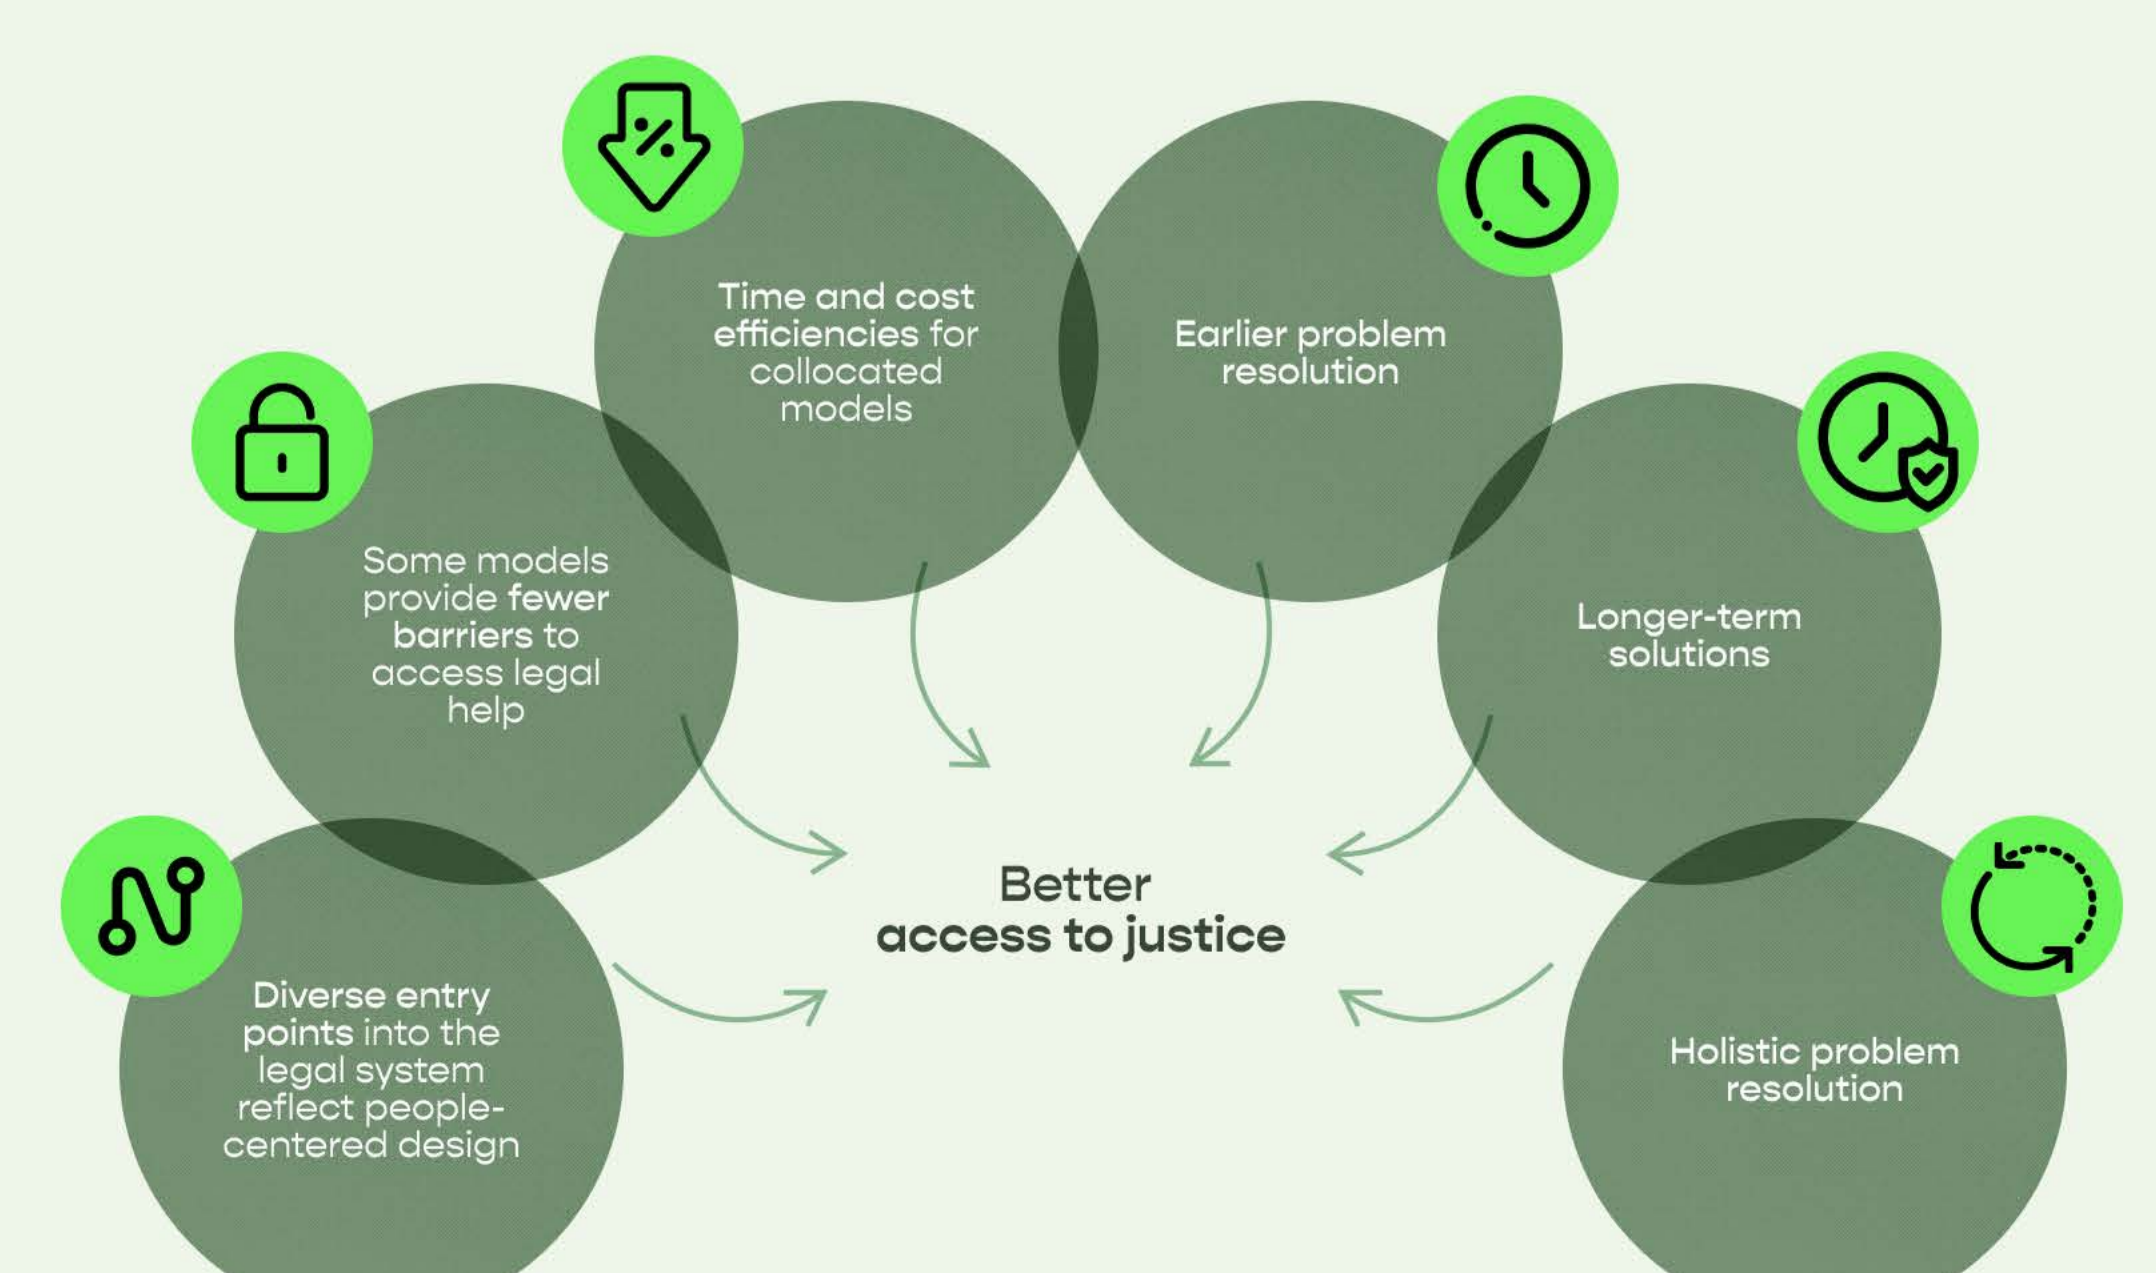 Time and cost
efficiencies for
collocated
models
Earlier problem
resolution
Some models
provide fewer
barriers to
access legal
help
Longer-term
solutions
Better
access to justice
Diverse entry
points into the
legal system
reflect people-
centered design
Holistic problem
resolution